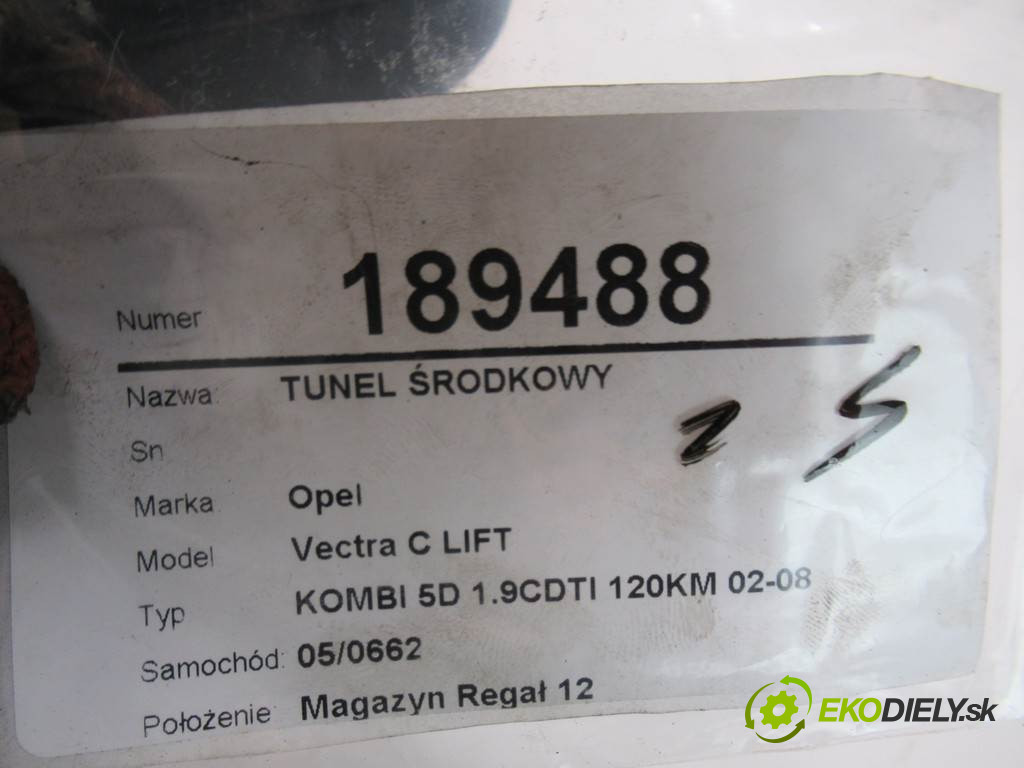 Numer 189488
Nazwa: TUNEL ŚRODKOWY
Sn
Marka Opel
Model Vectra C LIFT
Typ KOMBI 5D 1.9CDTI 120KM 02-08
Samochód: 05/0662
Położenie Magazyn Regał 12
EKODIELY.sk